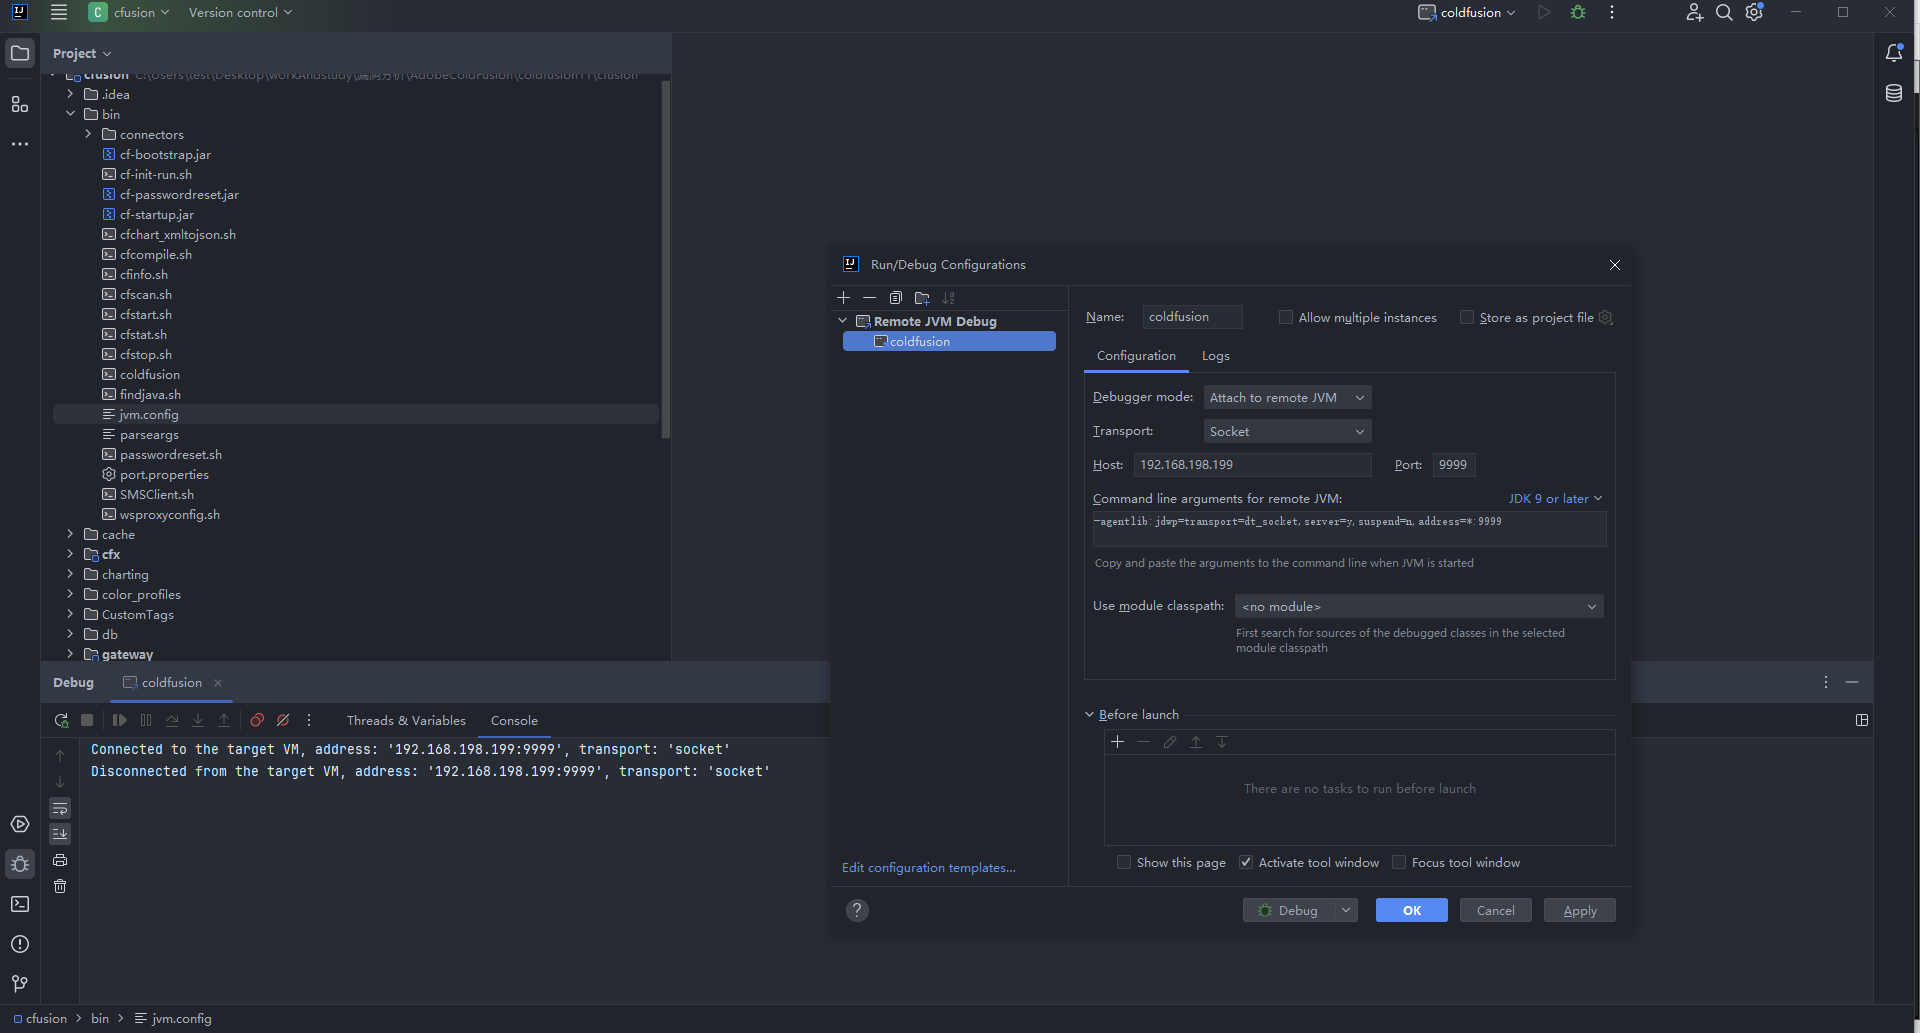 cfusion
Version control
coldfusion
Project
cfusion C:\Users\test\Desktop\workAndstudy\漏洞分析\AdobeColdFusion\coldfusion11\cfusion
.idea
bin
connectors
cf-bootstrap.jar
cf-init-run.sh
cf-passwordreset.jar
cf-startup.jar
cfchart_xmltojson.sh
cfcompile.sh
cfinfo.sh
cfscan.sh
cfstart.sh
cfstat.sh
cfstop.sh
coldfusion
findjava.sh
jvm.config
parseargs
passwordreset.sh
port.properties
SMSClient.sh
wsproxyconfig.sh
cache
cfx
charting
color_profiles
CustomTags
db
gateway
Run/Debug Configurations
Remote JVM Debug
coldfusion
Edit configuration templates...
Name: coldfusion
Allow multiple instances
Store as project file
Configuration
Logs
Debugger mode: Attach to remote JVM
Transport: Socket
Host: 192.168.198.199
Port: 9999
Command line arguments for remote JVM:
JDK 9 or later
-agentlib:jdwp=transport=dt_socket,server=y,suspend=n,address=*:9999
Copy and paste the arguments to the command line when JVM is started
Use module classpath: <no module>
First search for sources of the debugged classes in the selected
module classpath
Before launch
There are no tasks to run before launch
Show this page
Activate tool window
Focus tool window
?
Debug
OK
Cancel
Apply
Debug
coldfusion
Threads & Variables
Console
Connected to the target VM, address: '192.168.198.199:9999', transport: 'socket'
Disconnected from the target VM, address: '192.168.198.199:9999', transport: 'socket'
cfusion > bin > jvm.config